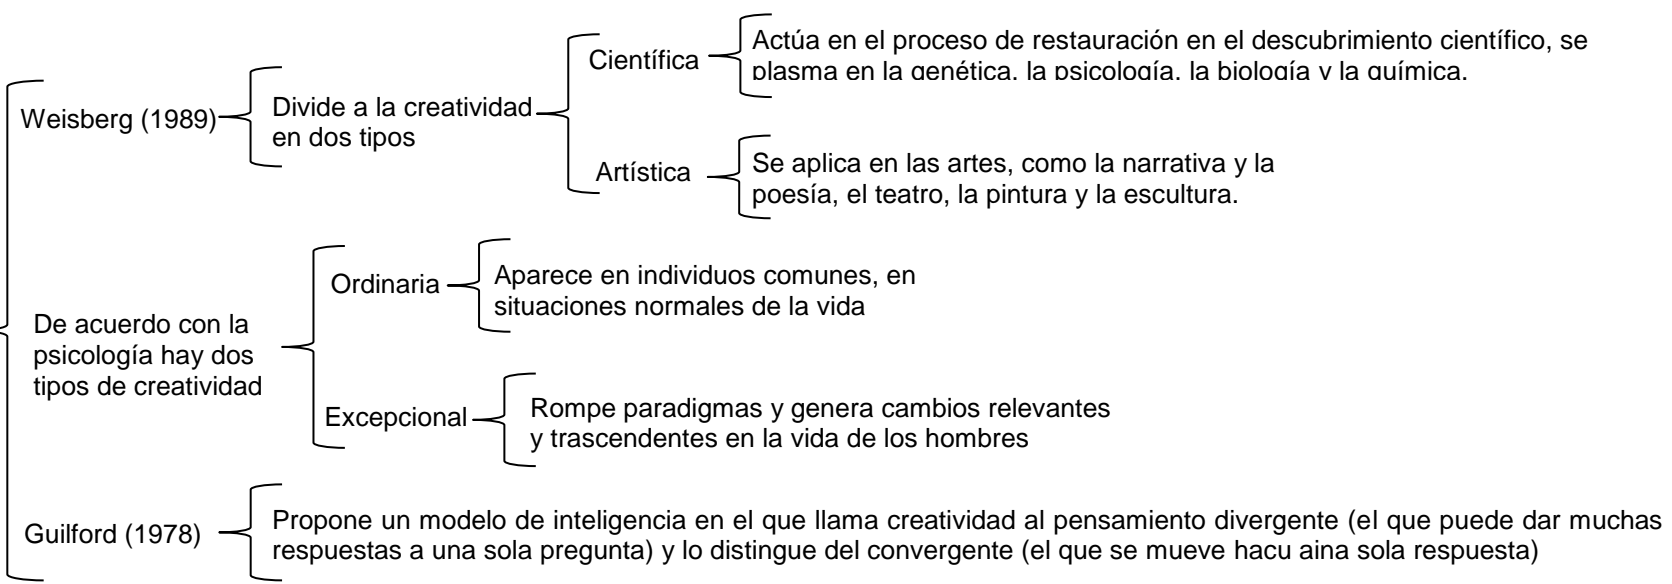 Científica
Actúa en el proceso de restauración en el descubrimiento científico, se
plasma en la genética, la psicología, la biología y la química.
Weisberg (1989)
Divide a la creatividad
en dos tipos
Artística
Se aplica en las artes, como la narrativa y la
poesía, el teatro, la pintura y la escultura.
De acuerdo con la
psicología hay dos
tipos de creatividad
Ordinaria
Aparece en individuos comunes, en
situaciones normales de la vida
Excepcional
Rompe paradigmas y genera cambios relevantes
y trascendentes en la vida de los hombres
Guilford (1978)
Propone un modelo de inteligencia en el que llama creatividad al pensamiento divergente (el que puede dar muchas
respuestas a una sola pregunta) y lo distingue del convergente (el que se mueve hacu aina sola respuesta)